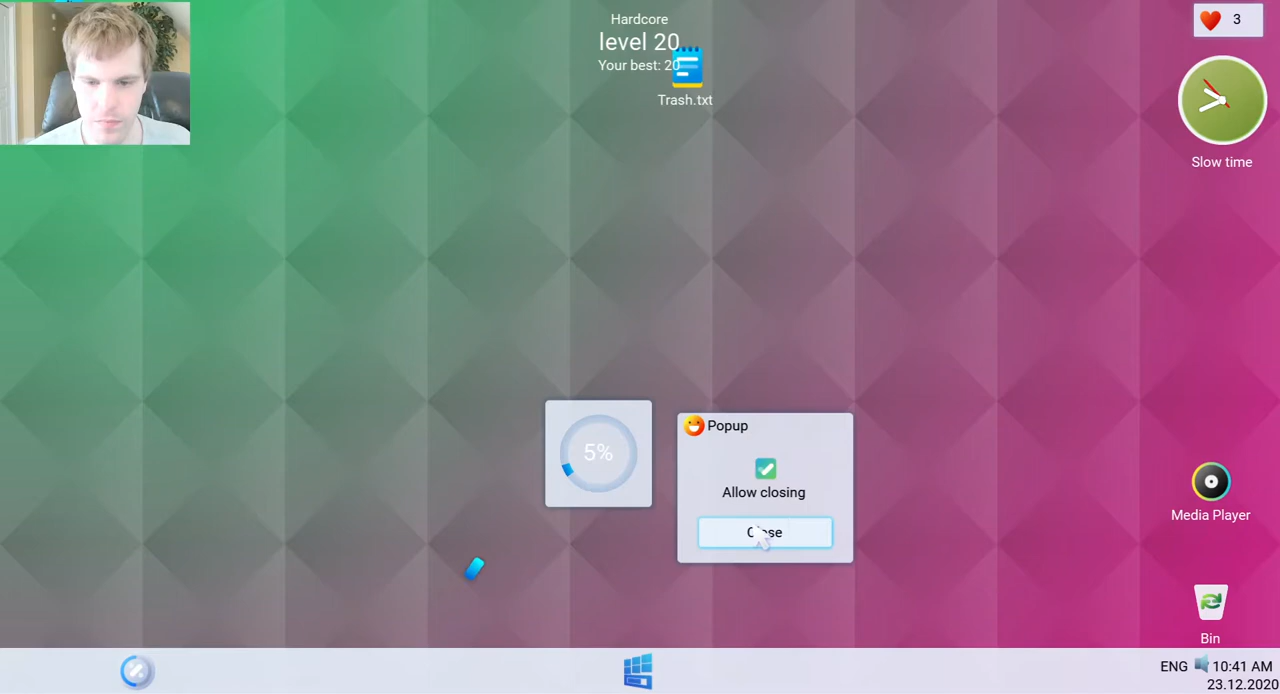 Hardcore
level 20
Your best: 20
Trash.txt
3
Slow time
5%
Popup
Allow closing
Close
Media Player
Bin
ENG 10:41 AM
23.12.2020